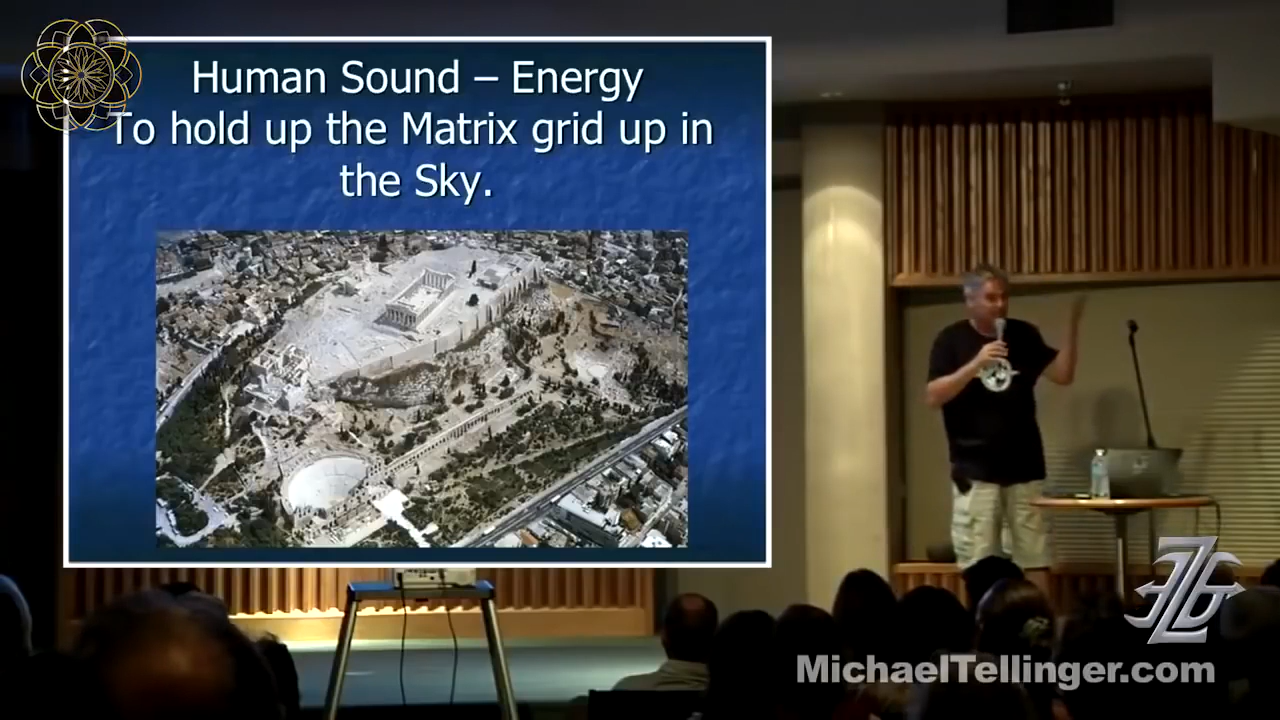 Human Sound – Energy
To hold up the Matrix grid up in
the Sky.
MichaelTellinger.com